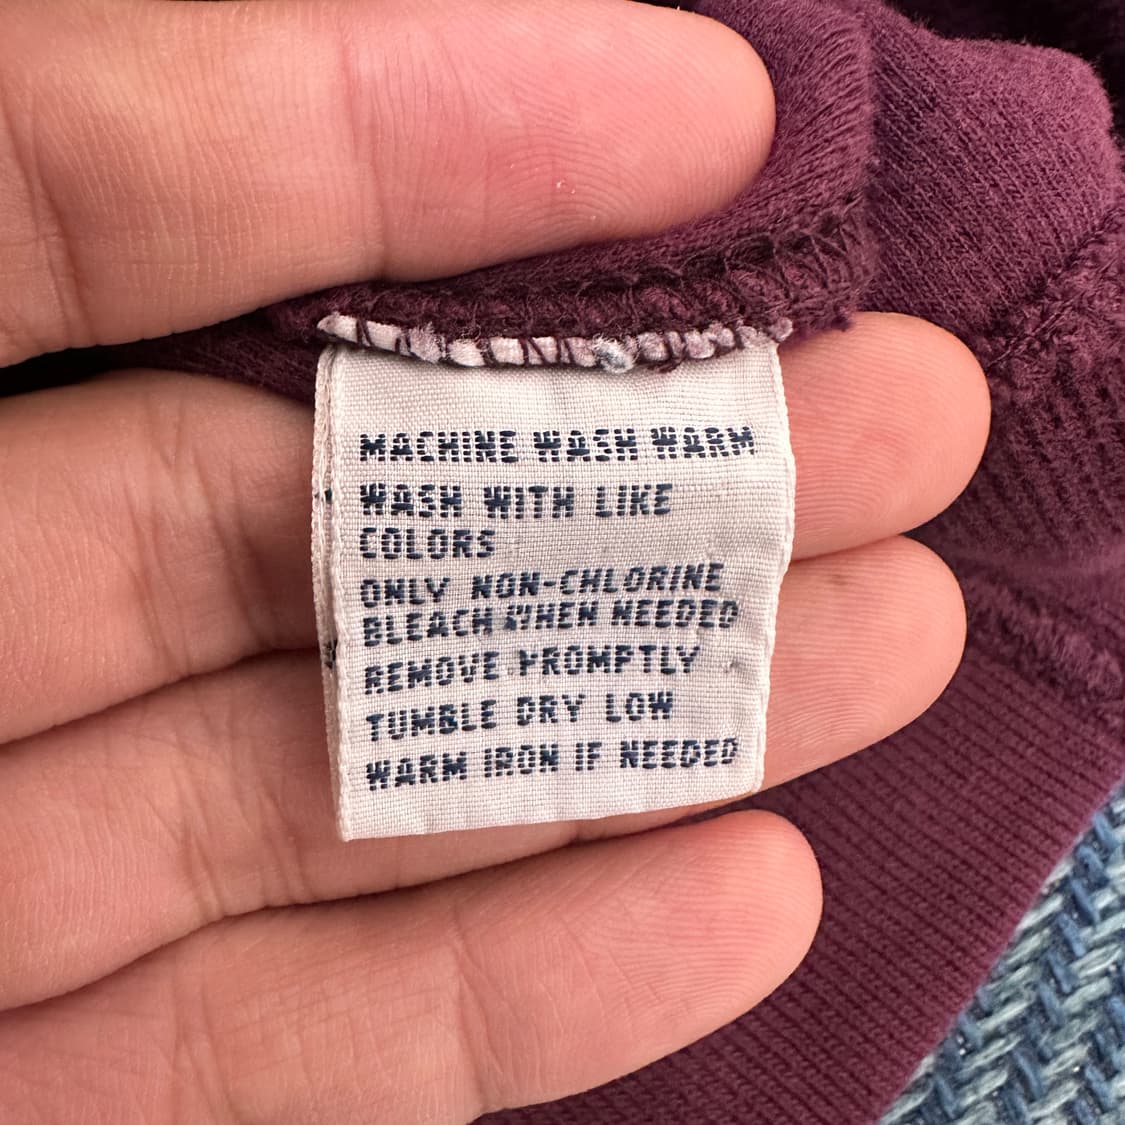 MACHINE WASH WARM
WASH WITH LIKE
COLORS
ONLY NON-CHLORINE
BLEACH WHEN NEEDED
REMOVE PROMPTLY
TUMBLE DRY LOW
WARM IRON IF NEEDED